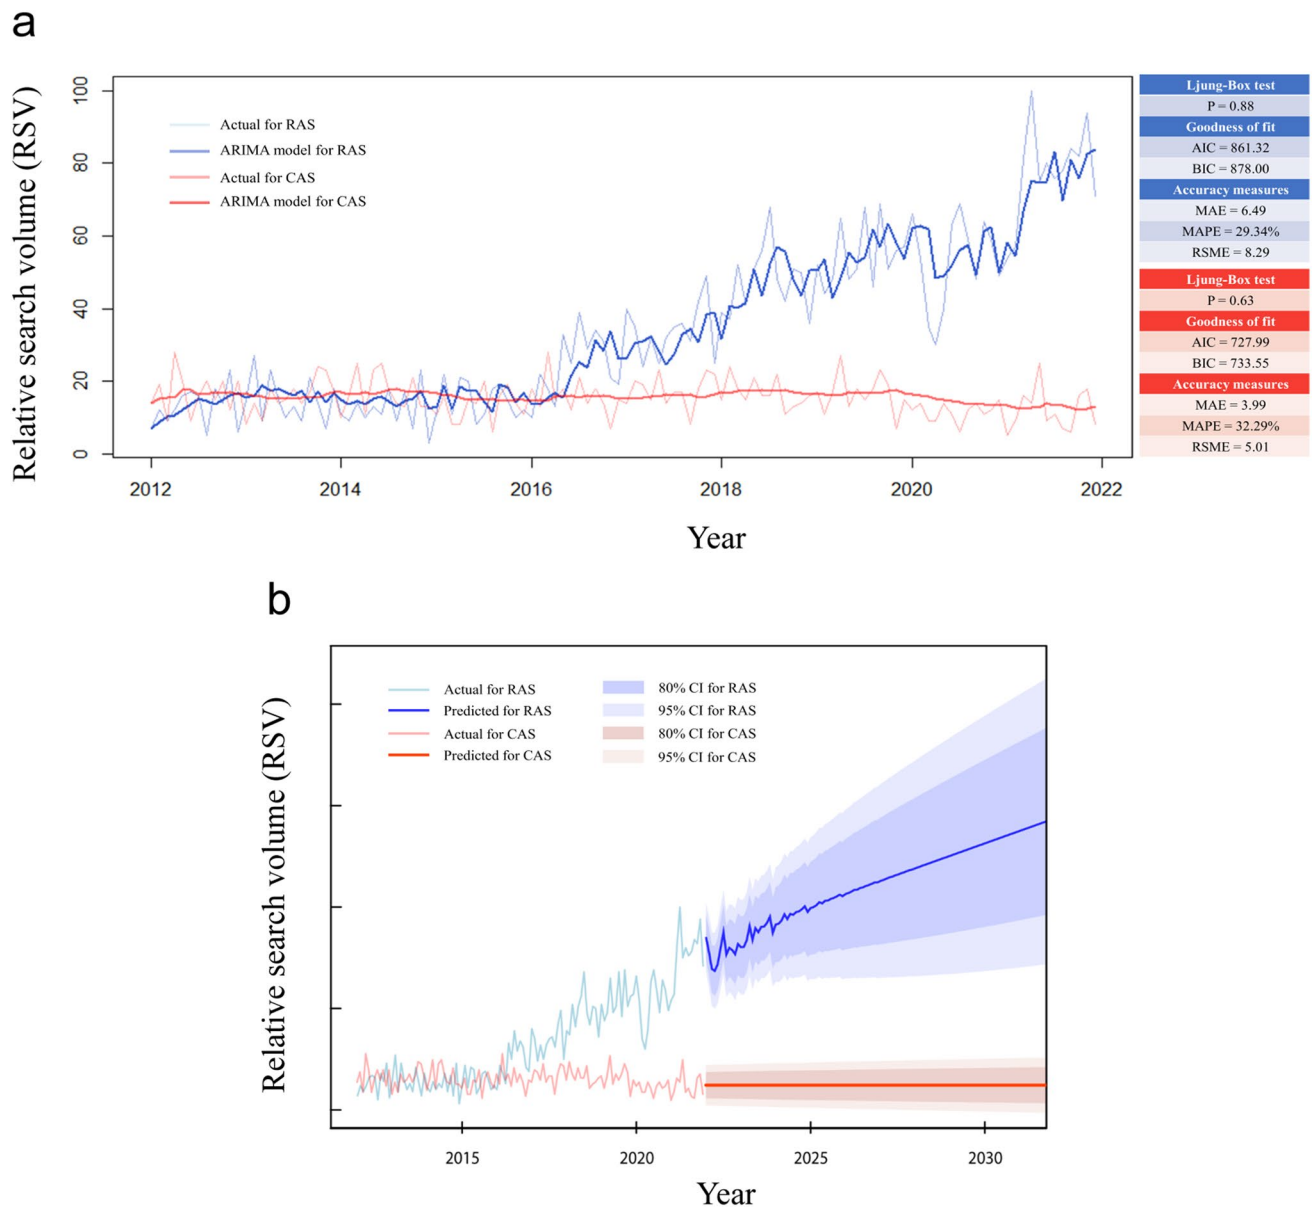 a
Relative search volume (RSV)
100
80
60
40
20
0
Actual for RAS
ARIMA model for RAS
Actual for CAS
ARIMA model for CAS
2012 2014 2016 2018 2020 2022
Year
Ljung-Box test
P = 0.88
Goodness of fit
AIC = 861.32
BIC = 878.00
Accuracy measures
MAE = 6.49
MAPE = 29.34%
RSME = 8.29
Ljung-Box test
P = 0.63
Goodness of fit
AIC = 727.99
BIC = 733.55
Accuracy measures
MAE = 3.99
MAPE = 32.29%
RSME = 5.01
b
Relative search volume (RSV)
Actual for RAS
Predicted for RAS
Actual for CAS
Predicted for CAS
80% CI for RAS
95% CI for RAS
80% CI for CAS
95% CI for CAS
2015 2020 2025 2030
Year